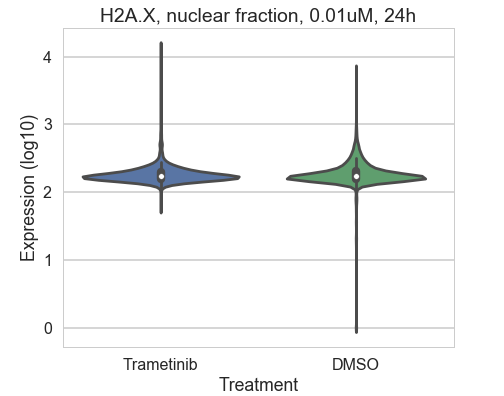 H2A.X, nuclear fraction, 0.01uM, 24h
Expression (log10)
4
3
2
1
0
Trametinib DMSO
Treatment